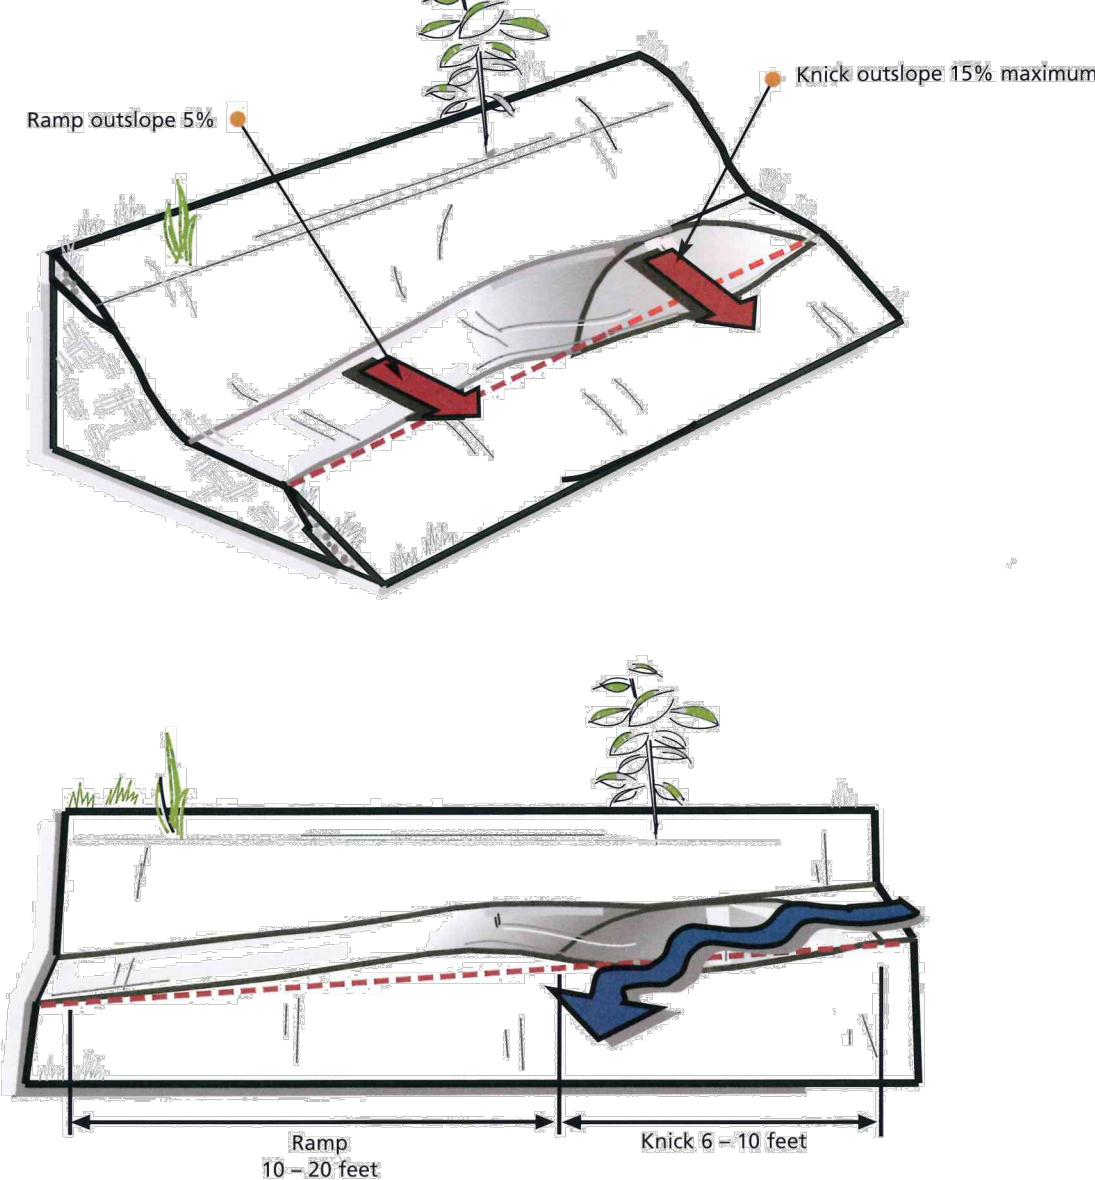 Knick outslope 15% maximum
Ramp outslope 5%
Ramp
10 – 20 feet
Knick 6 – 10 feet